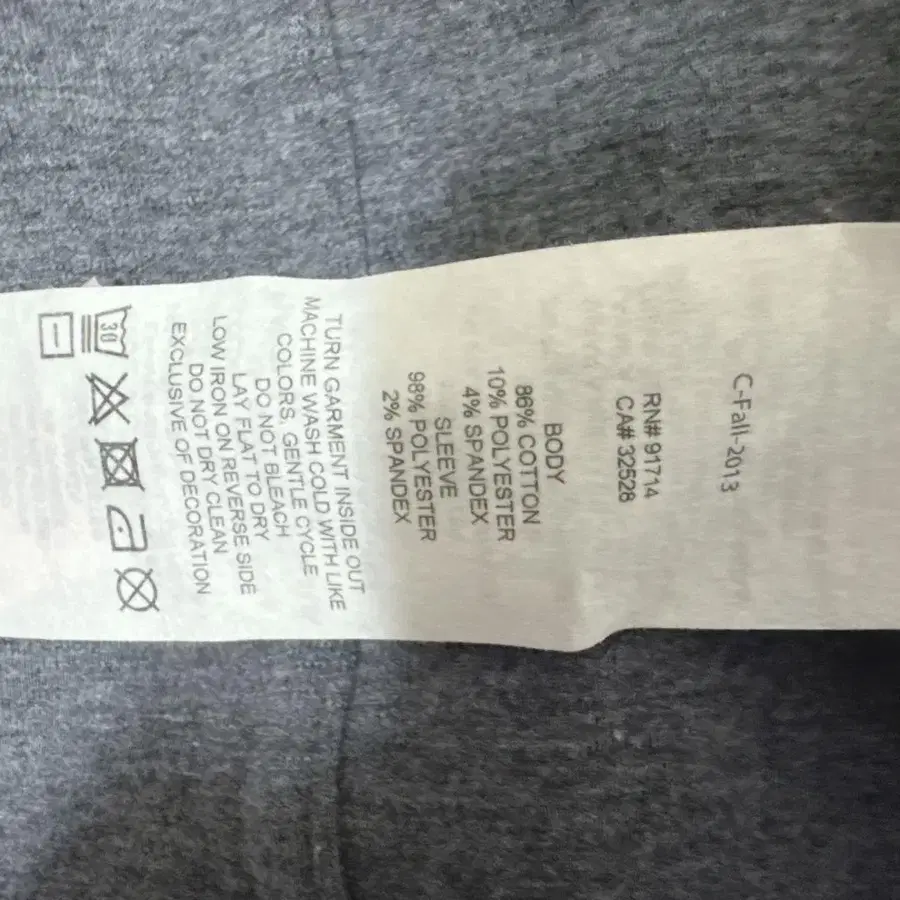 C-Fall-2013
RN# 91714
CA# 32528
BODY
86% COTTON
10% POLYESTER
4% SPANDEX
SLEEVE
98% POLYESTER
2% SPANDEX
TURN GARMENT INSIDE OUT
MACHINE WASH COLD WITH LIKE
COLORS, GENTLE CYCLE
DO NOT BLEACH
LAY FLAT TO DRY
LOW IRON ON REVERSE SIDE
DO NOT DRY CLEAN
EXCLUSIVE OF DECORATION
30